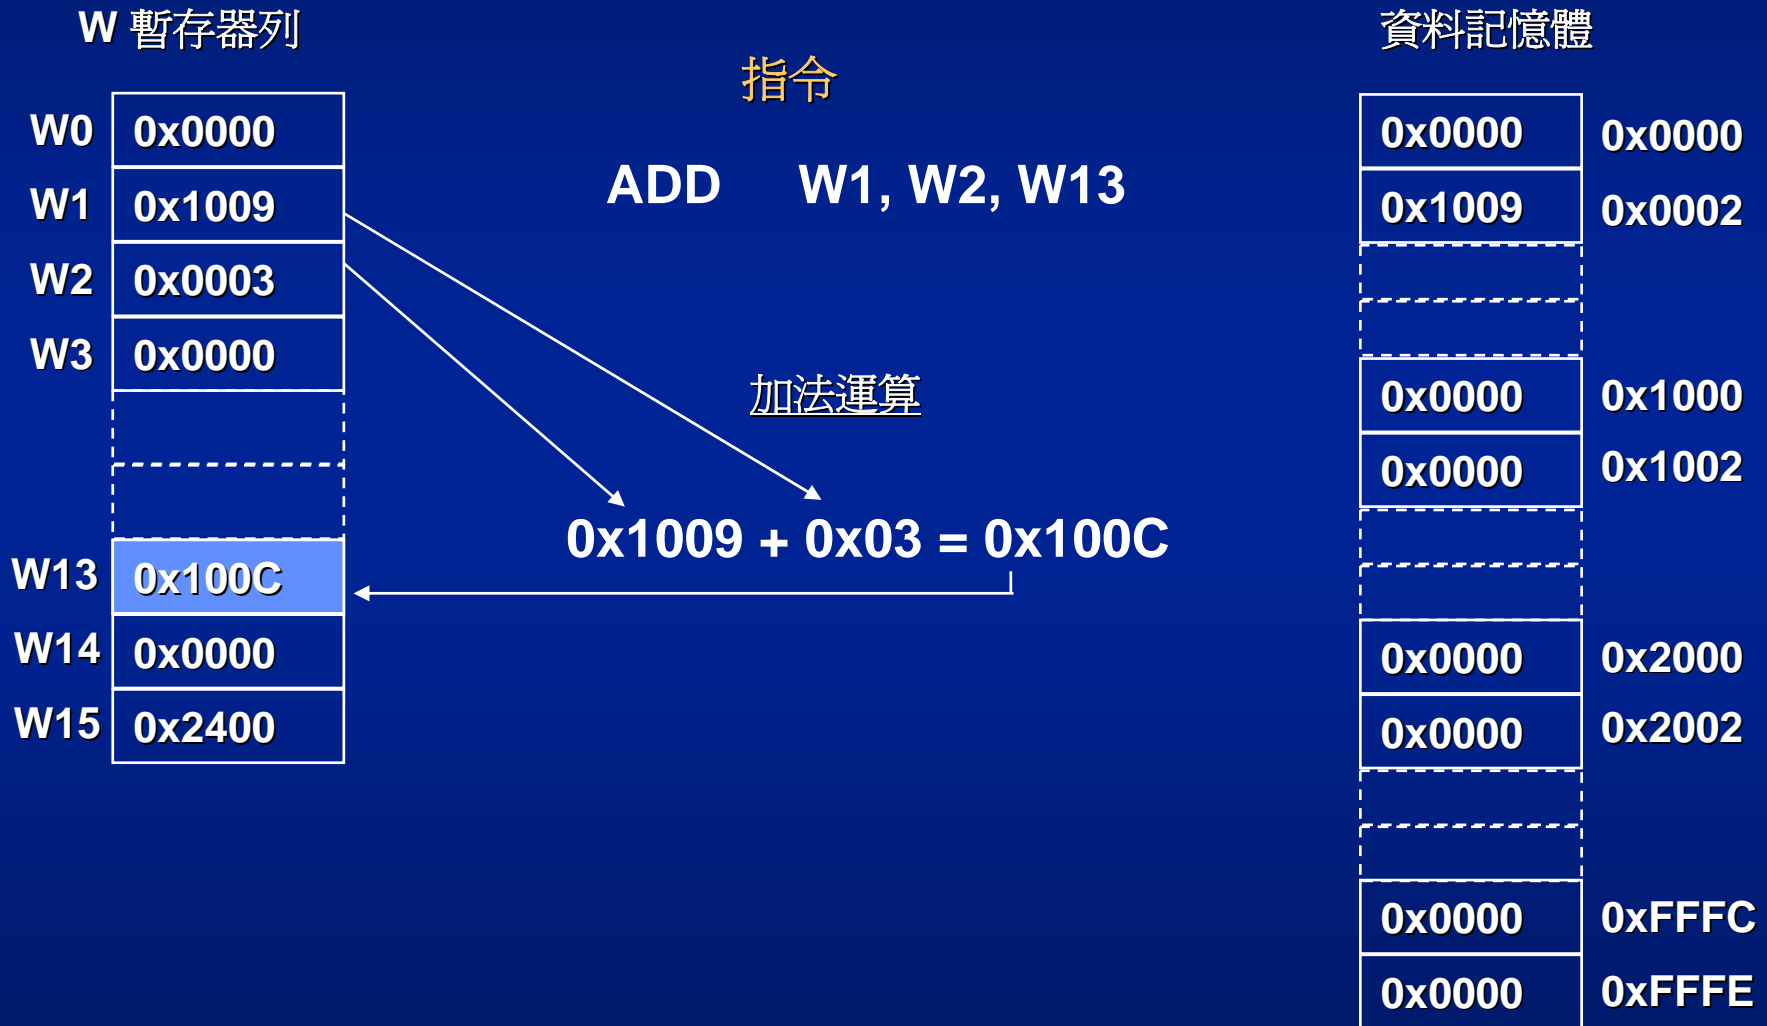 W 暫存器列
W0 0x0000
W1 0x1009
W2 0x0003
W3 0x0000
W13 0x100C
W14 0x0000
W15 0x2400
指令
ADD W1, W2, W13
加法運算
0x1009 + 0x03 = 0x100C
資料記憶體
0x0000 0x0000
0x1009 0x0002
0x0000 0x1000
0x0000 0x1002
0x0000 0x2000
0x0000 0x2002
0x0000 0xFFFC
0x0000 0xFFFE